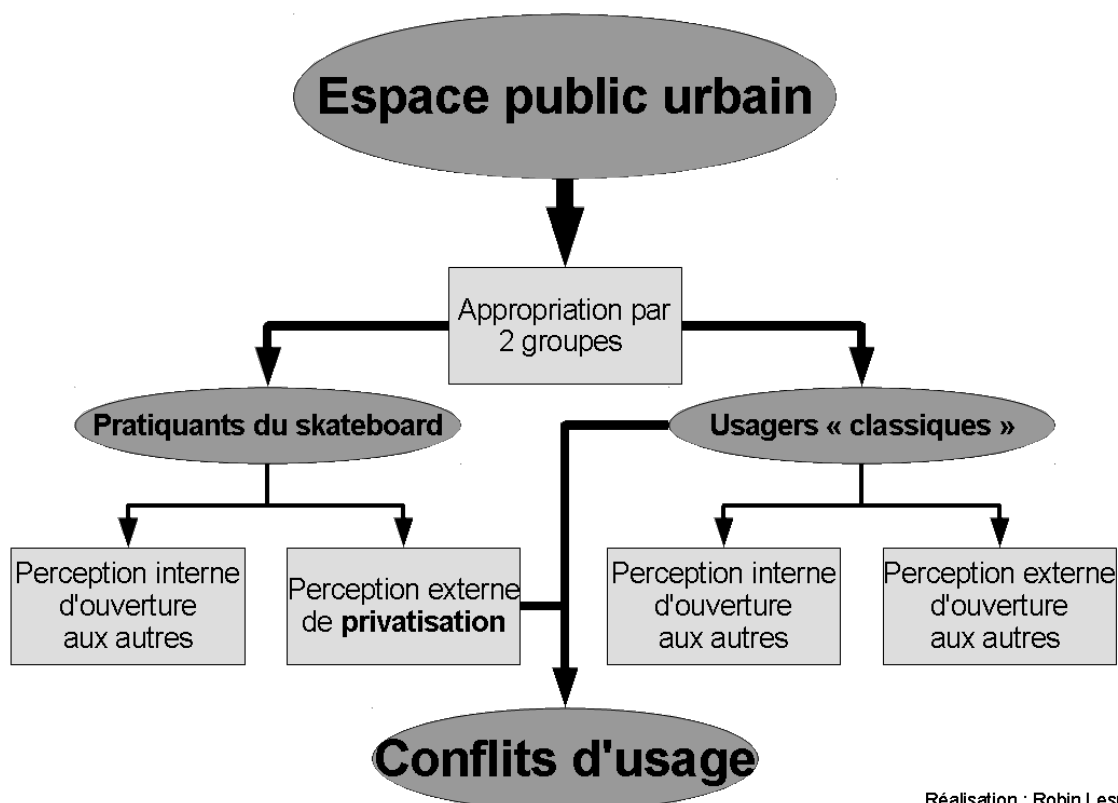 Espace public urbain
Appropriation par
2 groupes
Pratiquants du skateboard
Usagers « classiques »
Perception interne
d'ouverture
aux autres
Perception externe
de privatisation
Perception interne
d'ouverture
aux autres
Perception externe
d'ouverture
aux autres
Conflits d'usage
Réalisation : Robin